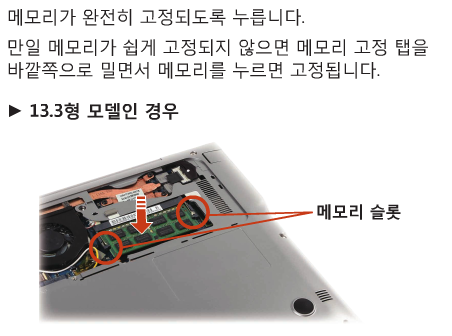 메모리가 완전히 고정되도록 누릅니다.
만일 메모리가 쉽게 고정되지 않으면 메모리 고정 탭을
바깥쪽으로 밀면서 메모리를 누르면 고정됩니다.
► 13.3형 모델인 경우
메모리 슬롯